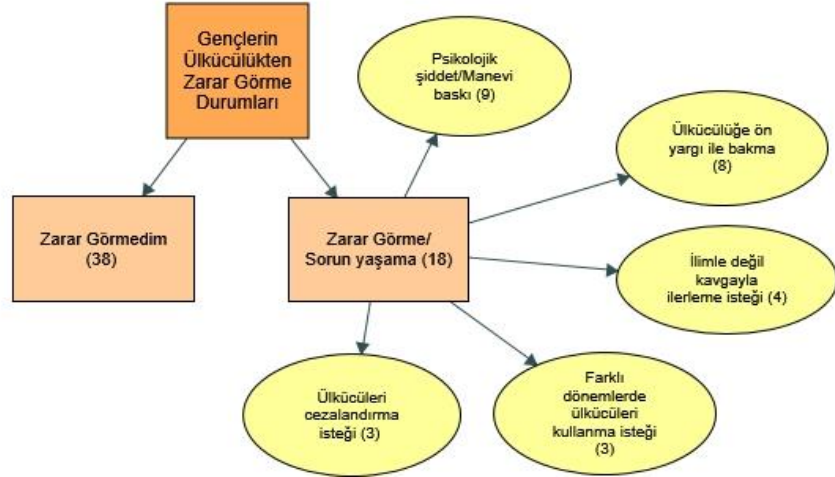 Gençlerin
Ülkücülükten
Zarar Görme
Durumları
Psikolojik
şiddet/Manevi
baskı (9)
Ülkücülüğe ön
yargı ile bakma
(8)
Zarar Görmedim
(38)
Zarar Görme/
Sorun yaşama (18)
İlimle değil
kavgayla
ilerleme isteği (4)
Ülkücüleri
cezalandırma
isteği (3)
Farklı
dönemlerde
ülkücüleri
kullanma isteği
(3)